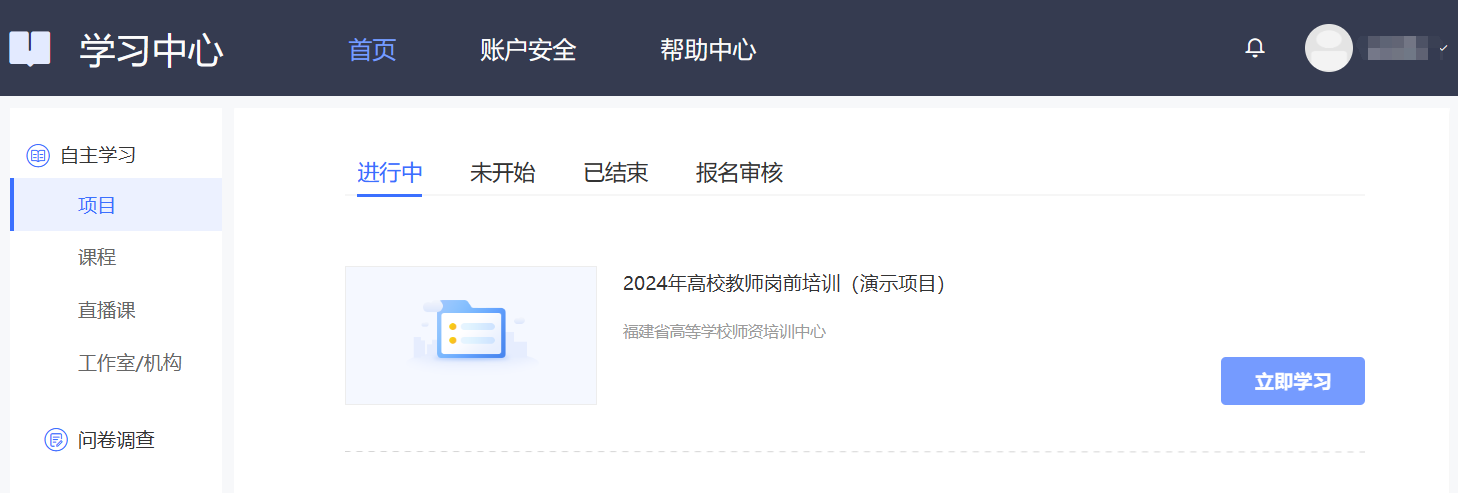 学习中心 首页 账户安全 帮助中心
自主学习
项目
课程
直播课
工作室/机构
问卷调查
进行中 未开始 已结束 报名审核
2024年高校教师岗前培训（演示项目）
福建省高等学校师资培训中心
立即学习